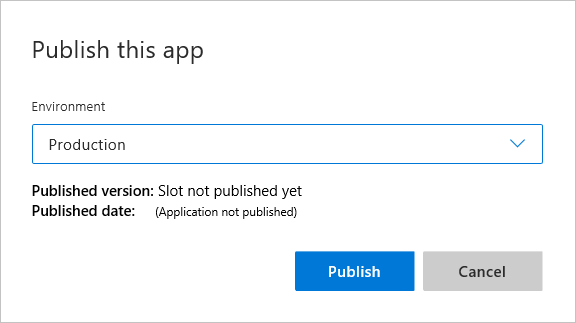 Publish this app
Environment
Production
Published version: Slot not published yet
Published date: (Application not published)
Publish Cancel